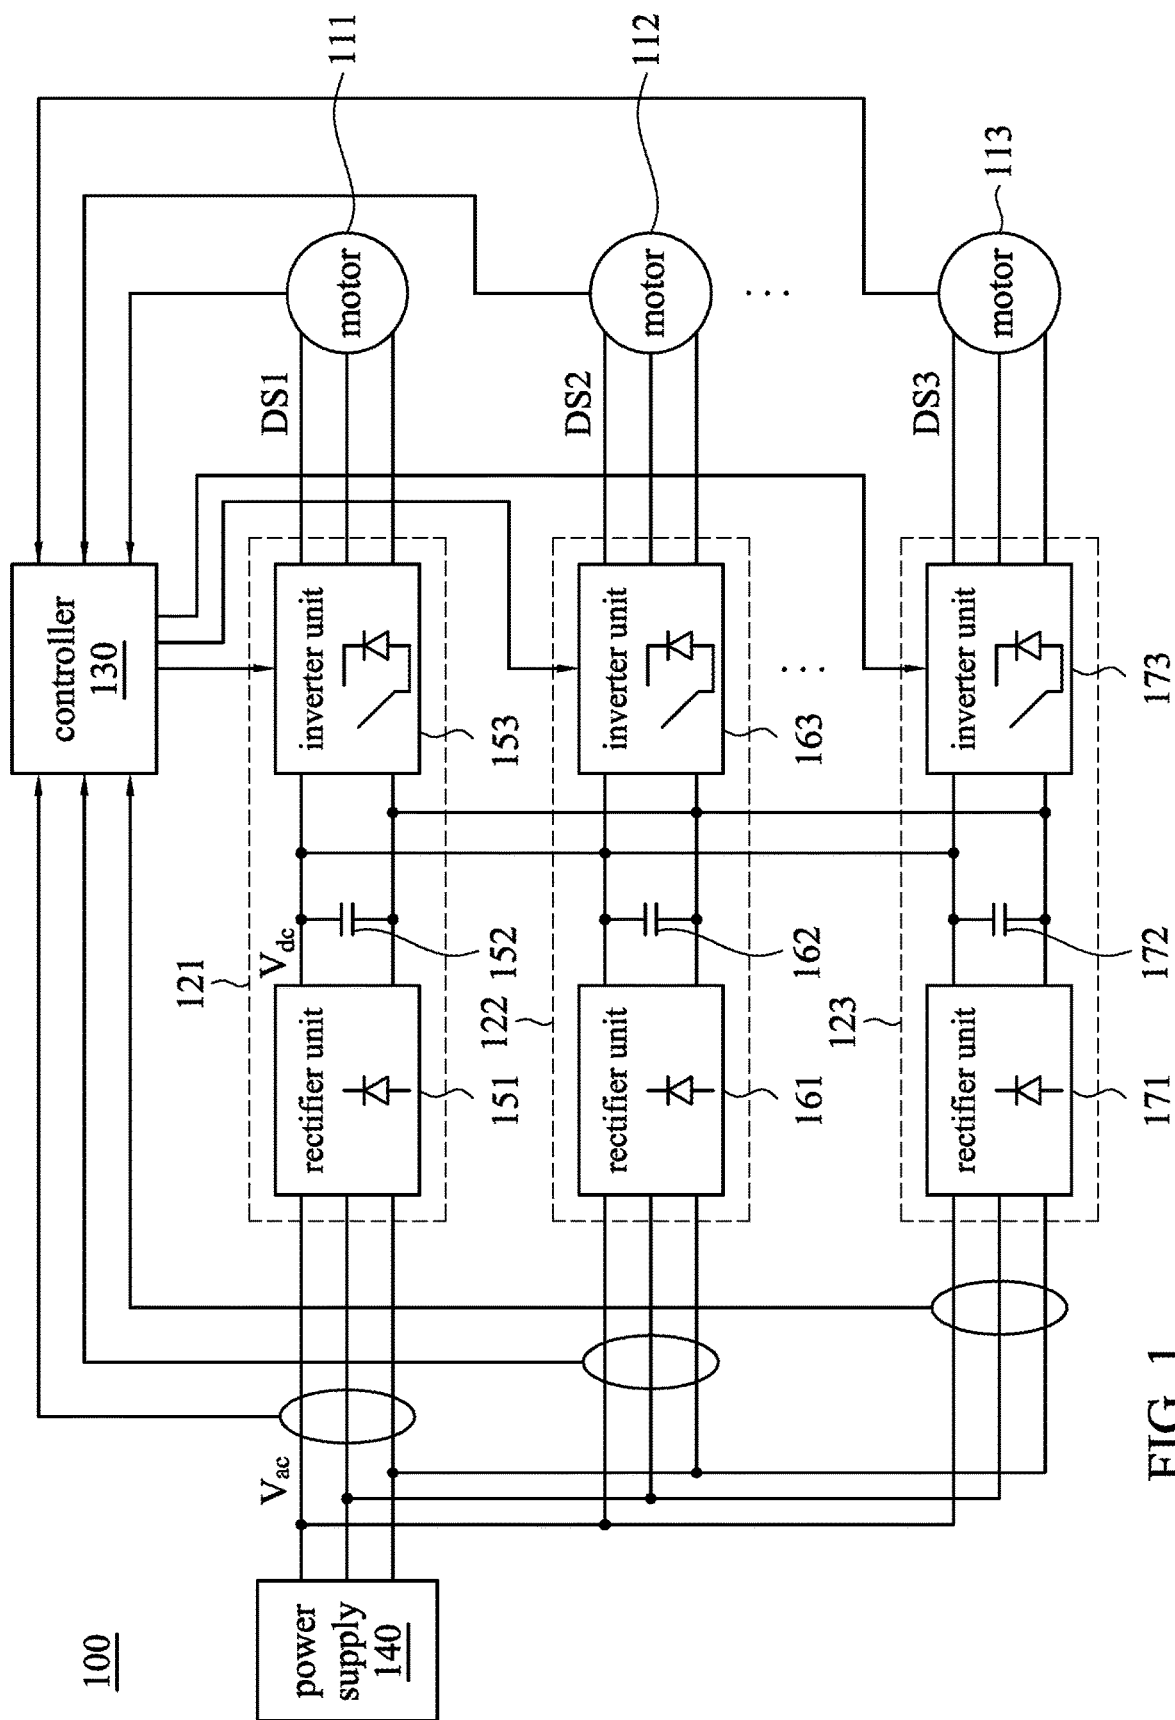 100
controller
130
power
supply
140
V_ac
121
V_dc
rectifier unit
151
152
inverter unit
153
DS1
motor
111
122
rectifier unit
161
162
inverter unit
163
DS2
motor
112
...
...
123
rectifier unit
171
172
inverter unit
173
DS3
motor
113
FIG. 1